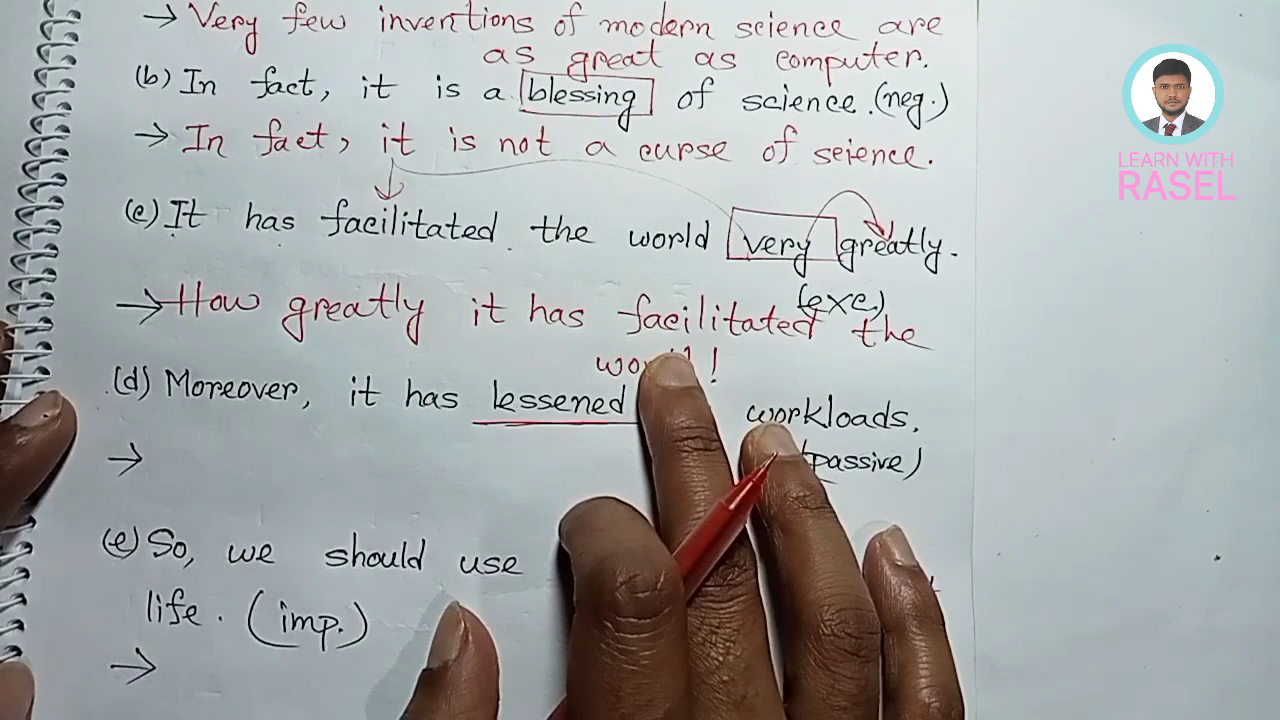 → Very few inventions of modern science are
as great as computer.
(b) In fact, it is a blessing of science. (neg.)
→ In fact, it is not a curse of science.
(c) It has facilitated the world very greatly.
(exc.)
→ How greatly it has facilitated the
!
(d) Moreover, it has lessened workloads.
(passive)
→
(e) So, we should use
life. (imp.)
→
LEARN WITH
RASEL